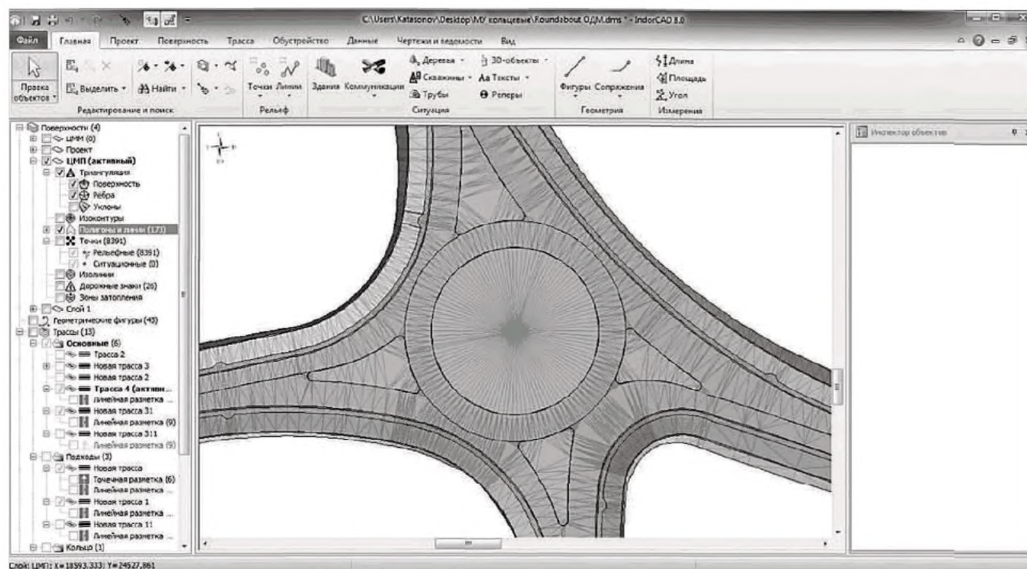 C:\Users\Katasonov\Desktop\МУ кольцевые\Roundabout ОДМ.dms * - IndorCAD 8.0
Файл Главная Проект Поверхность Трасса Обустройство Данные Чертежи и ведомости Вид
Правка объектов
Выделить
Найти
Редактирование и поиск
Точки Линии
Рельеф
Здания Коммуникации
Деревья
Скважины
Трубы
3D-объекты
Тексты
Реперы
Ситуация
Фигуры Сопряжения
Геометрия
Длина
Площадь
Угол
Измерения
Поверхности (4)
ЦММ (0)
Проект
ЦМП (активный)
Триангуляция
Поверхность
Рёбра
Уклоны
Изоконтуры
Полигоны и линии (173)
Точки (8391)
Рельефные (8391)
Ситуационные (0)
Изолинии
Дорожные знаки (26)
Зоны затопления
Слой 1
Геометрические фигуры (43)
Трассы (13)
Основные (6)
Трасса 2
Новая трасса 3
Новая трасса 2
Трасса 4 (активн...
Линейная разметка ...
Новая трасса 31
Линейная разметка (9)
Новая трасса 311
Линейная разметка (9)
Подходы (3)
Новая трасса
Точечная разметка (6)
Линейная разметка ...
Новая трасса 1
Линейная разметка ...
Новая трасса 11
Линейная разметка ...
Кольцо (1)
Инспектор объектов
Слой: ЦМП; X=18593,333; Y=24527,861